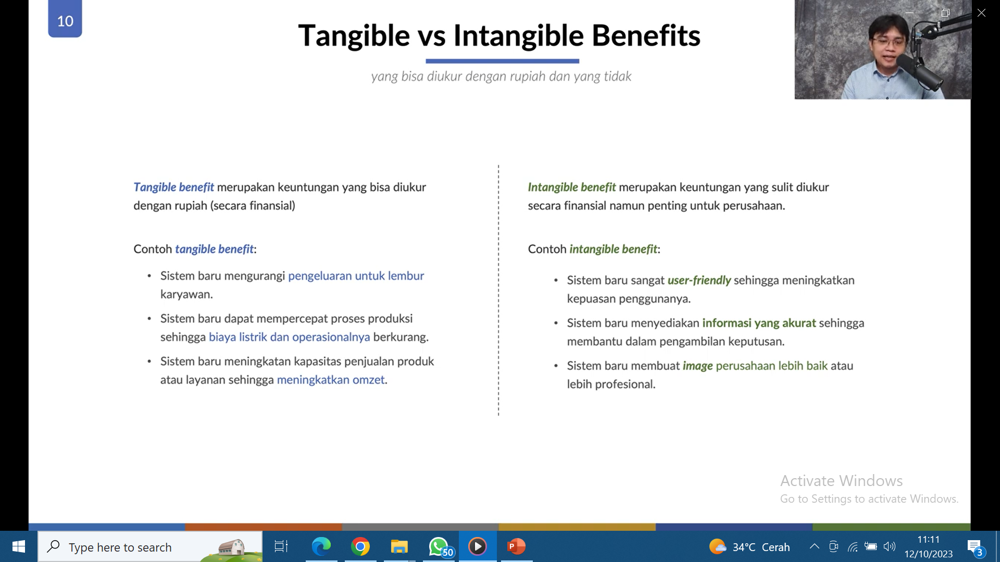 10
Tangible vs Intangible Benefits
yang bisa diukur dengan rupiah dan yang tidak
Tangible benefit merupakan keuntungan yang bisa diukur
dengan rupiah (secara finansial)
Contoh tangible benefit:
• Sistem baru mengurangi pengeluaran untuk lembur
karyawan.
• Sistem baru dapat mempercepat proses produksi
sehingga biaya listrik dan operasionalnya berkurang.
• Sistem baru meningkatan kapasitas penjualan produk
atau layanan sehingga meningkatkan omzet.
Intangible benefit merupakan keuntungan yang sulit diukur
secara finansial namun penting untuk perusahaan.
Contoh intangible benefit:
• Sistem baru sangat user-friendly sehingga meningkatkan
kepuasan penggunanya.
• Sistem baru menyediakan informasi yang akurat sehingga
membantu dalam pengambilan keputusan.
• Sistem baru membuat image perusahaan lebih baik atau
lebih profesional.
Activate Windows
Go to Settings to activate Windows.
Type here to search
50
P
34°C Cerah
11:11
12/10/2023
3